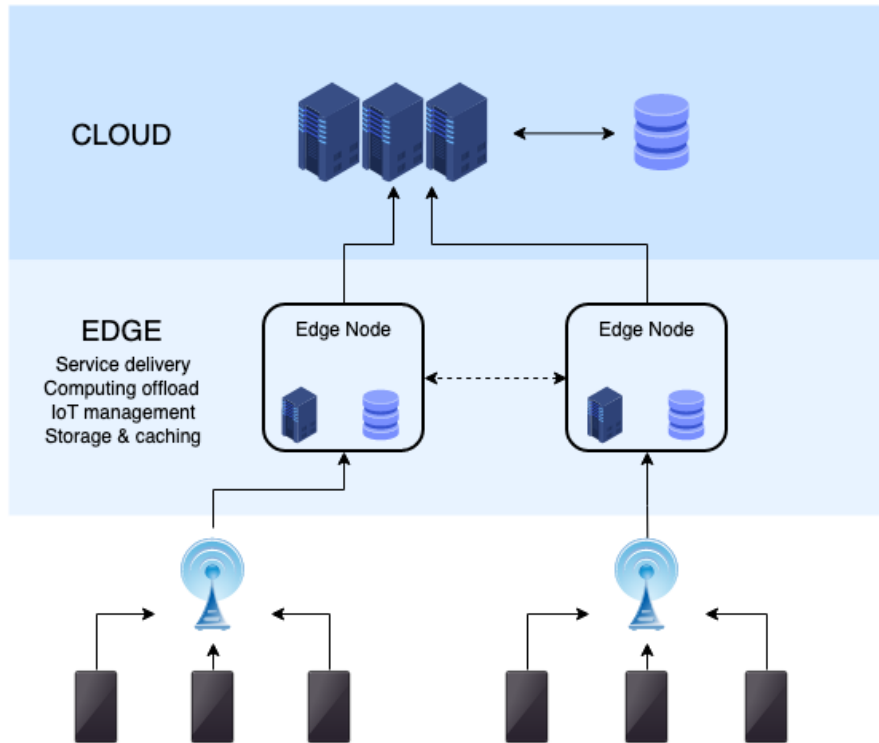 CLOUD
EDGE
Service delivery
Computing offload
IoT management
Storage & caching
Edge Node
Edge Node